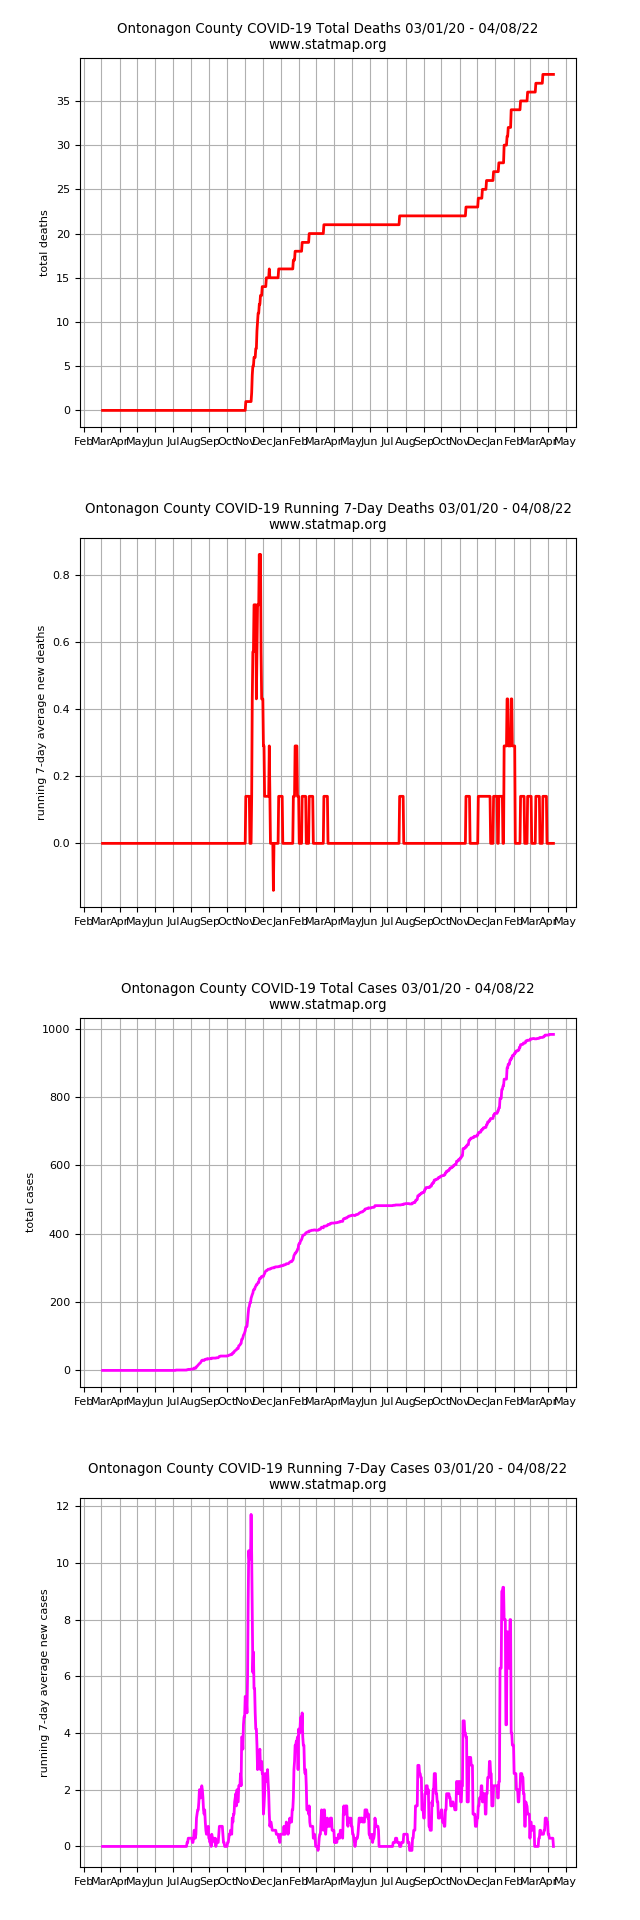 Ontonagon County COVID-19 Total Deaths 03/01/20 - 04/08/22
www.statmap.org
total deaths
35
30
25
20
15
10
5
0
Feb Mar Apr May Jun Jul Aug Sep Oct Nov Dec Jan Feb Mar Apr May Jun Jul Aug Sep Oct Nov Dec Jan Feb Mar Apr May
Ontonagon County COVID-19 Running 7-Day Deaths 03/01/20 - 04/08/22
www.statmap.org
running 7-day average new deaths
0.8
0.6
0.4
0.2
0.0
Feb Mar Apr May Jun Jul Aug Sep Oct Nov Dec Jan Feb Mar Apr May Jun Jul Aug Sep Oct Nov Dec Jan Feb Mar Apr May
Ontonagon County COVID-19 Total Cases 03/01/20 - 04/08/22
www.statmap.org
total cases
1000
800
600
400
200
0
Feb Mar Apr May Jun Jul Aug Sep Oct Nov Dec Jan Feb Mar Apr May Jun Jul Aug Sep Oct Nov Dec Jan Feb Mar Apr May
Ontonagon County COVID-19 Running 7-Day Cases 03/01/20 - 04/08/22
www.statmap.org
running 7-day average new cases
12
10
8
6
4
2
0
Feb Mar Apr May Jun Jul Aug Sep Oct Nov Dec Jan Feb Mar Apr May Jun Jul Aug Sep Oct Nov Dec Jan Feb Mar Apr May